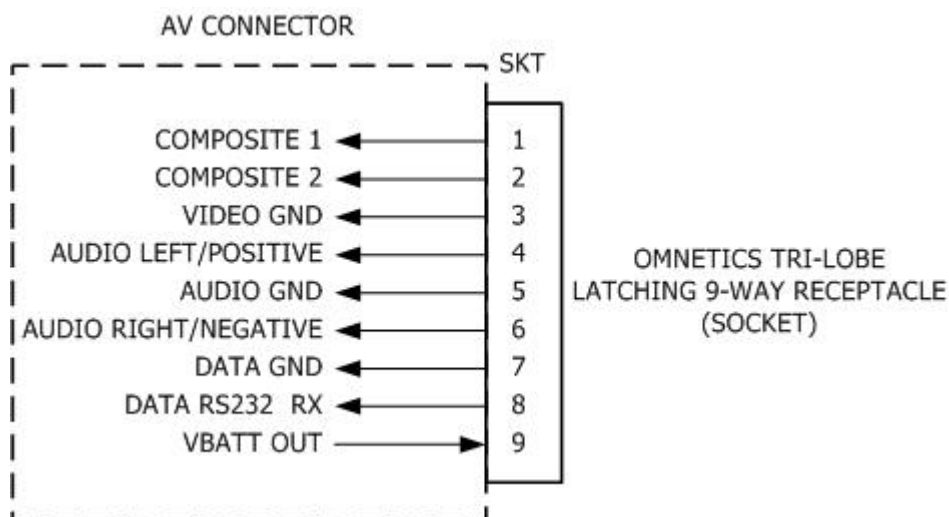 AV CONNECTOR
SKT
COMPOSITE 1 1
COMPOSITE 2 2
VIDEO GND 3
AUDIO LEFT/POSITIVE 4
AUDIO GND 5
AUDIO RIGHT/NEGATIVE 6
DATA GND 7
DATA RS232 RX 8
VBATT OUT 9
OMNETICS TRI-LOBE
LATCHING 9-WAY RECEPTACLE
(SOCKET)